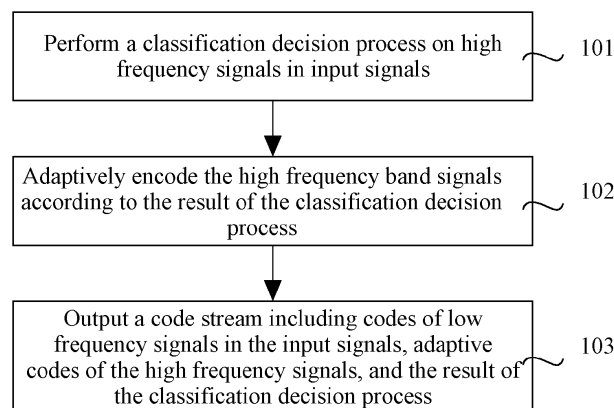 Perform a classification decision process on high
frequency signals in input signals
101
Adaptively encode the high frequency band signals
according to the result of the classification decision
process
102
Output a code stream including codes of low
frequency signals in the input signals, adaptive
codes of the high frequency signals, and the result of
the classification decision process
103